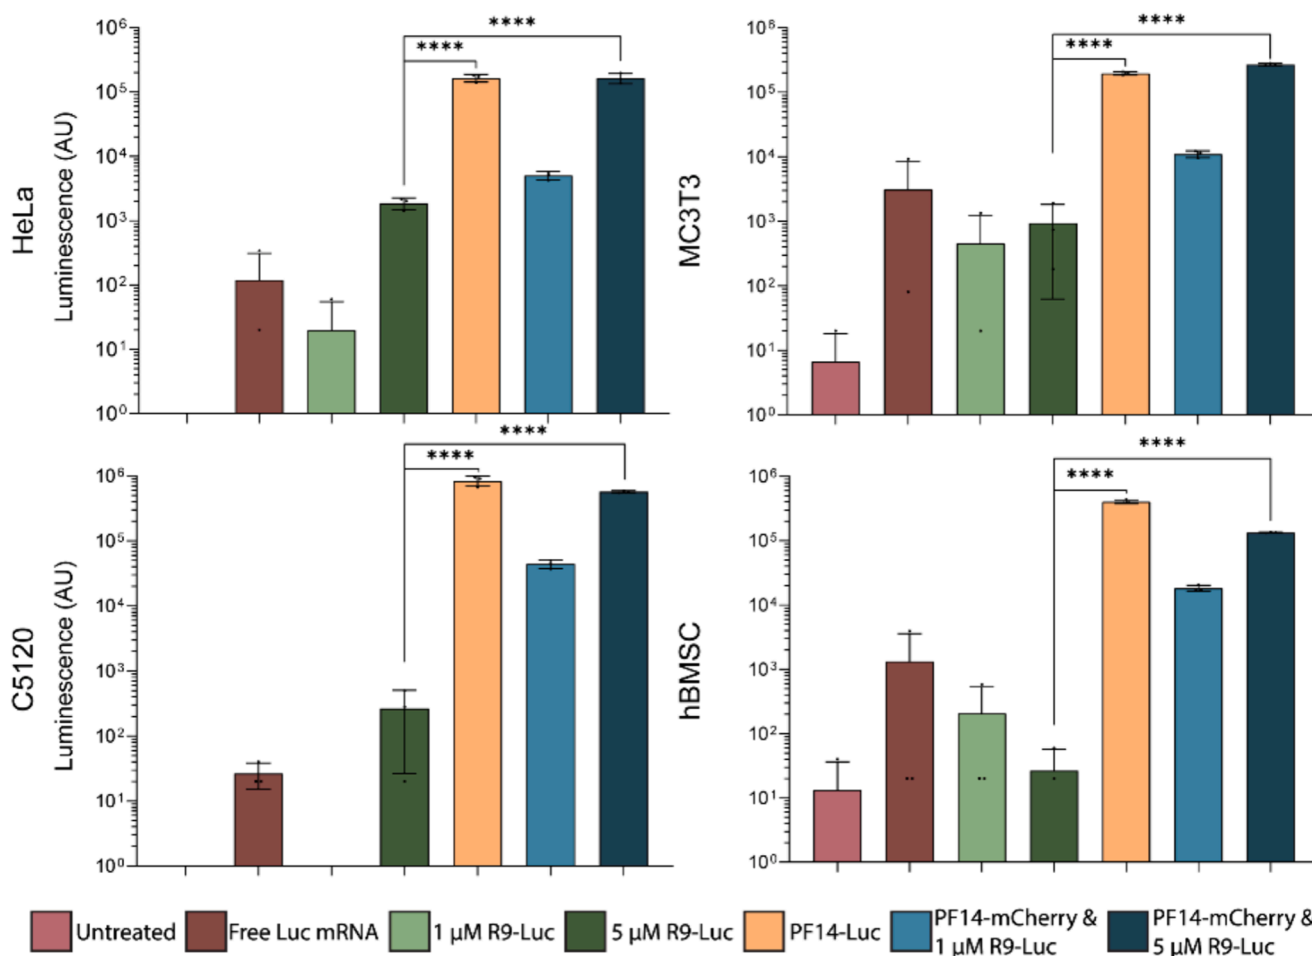 HeLa
Luminescence (AU)
10⁶
10⁵
10⁴
10³
10²
10¹
10⁰
****
****
MC3T3
10⁶
10⁵
10⁴
10³
10²
10¹
10⁰
****
****
C5120
Luminescence (AU)
10⁶
10⁵
10⁴
10³
10²
10¹
10⁰
****
****
hBMSC
10⁶
10⁵
10⁴
10³
10²
10¹
10⁰
****
****
Untreated
Free Luc mRNA
1 µM R9-Luc
5 µM R9-Luc
PF14-Luc
PF14-mCherry &
1 µM R9-Luc
PF14-mCherry &
5 µM R9-Luc